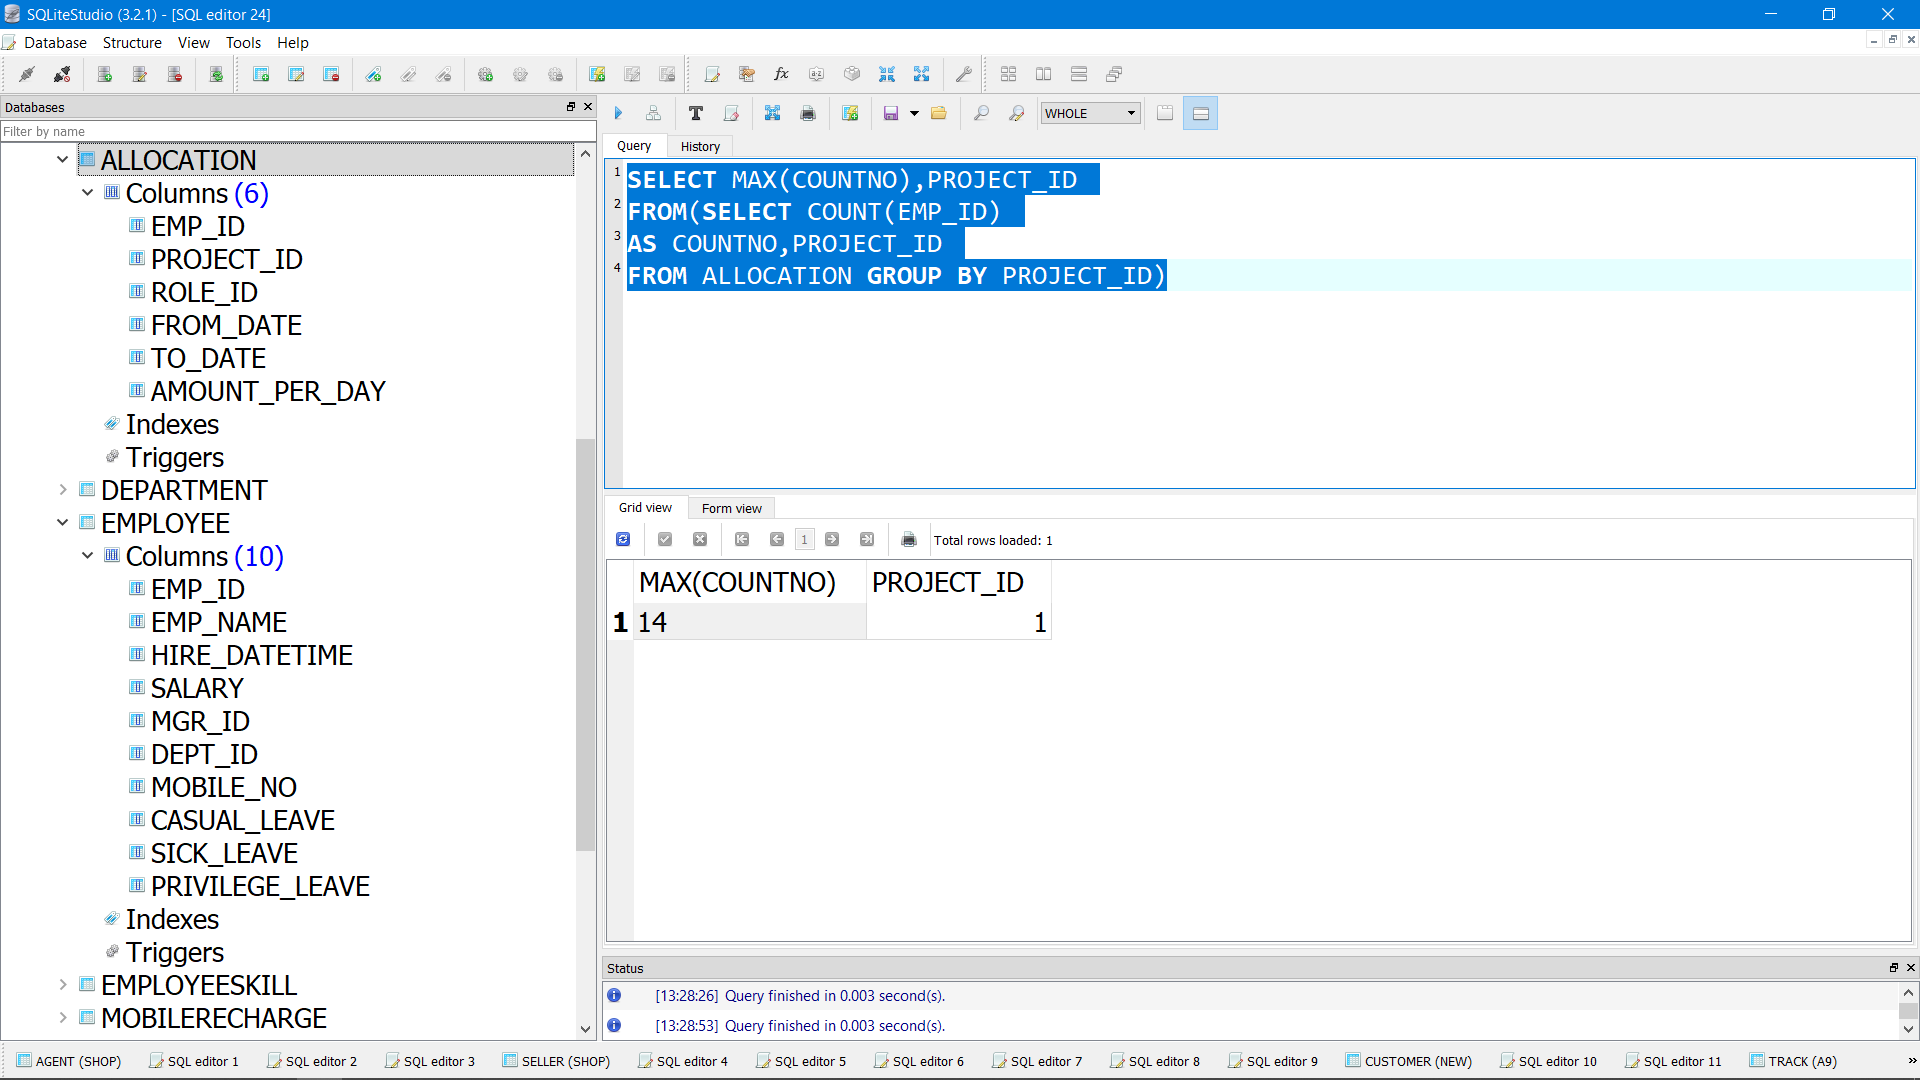 SQLiteStudio (3.2.1) - [SQL editor 24]
Database Structure View Tools Help
Databases
Filter by name
ALLOCATION
Columns (6)
EMP_ID
PROJECT_ID
ROLE_ID
FROM_DATE
TO_DATE
AMOUNT_PER_DAY
Indexes
Triggers
DEPARTMENT
EMPLOYEE
Columns (10)
EMP_ID
EMP_NAME
HIRE_DATETIME
SALARY
MGR_ID
DEPT_ID
MOBILE_NO
CASUAL_LEAVE
SICK_LEAVE
PRIVILEGE_LEAVE
Indexes
Triggers
EMPLOYEESKILL
MOBILERECHARGE
WHOLE
Query History
1 SELECT MAX(COUNTNO),PROJECT_ID
2 FROM(SELECT COUNT(EMP_ID)
3 AS COUNTNO,PROJECT_ID
4 FROM ALLOCATION GROUP BY PROJECT_ID)
Grid view Form view
1 Total rows loaded: 1
MAX(COUNTNO) PROJECT_ID
1 14 1
Status
[13:28:26] Query finished in 0.003 second(s).
[13:28:53] Query finished in 0.003 second(s).
AGENT (SHOP) SQL editor 1 SQL editor 2 SQL editor 3 SELLER (SHOP) SQL editor 4 SQL editor 5 SQL editor 6 SQL editor 7 SQL editor 8 SQL editor 9 CUSTOMER (NEW) SQL editor 10 SQL editor 11 TRACK (A9) »